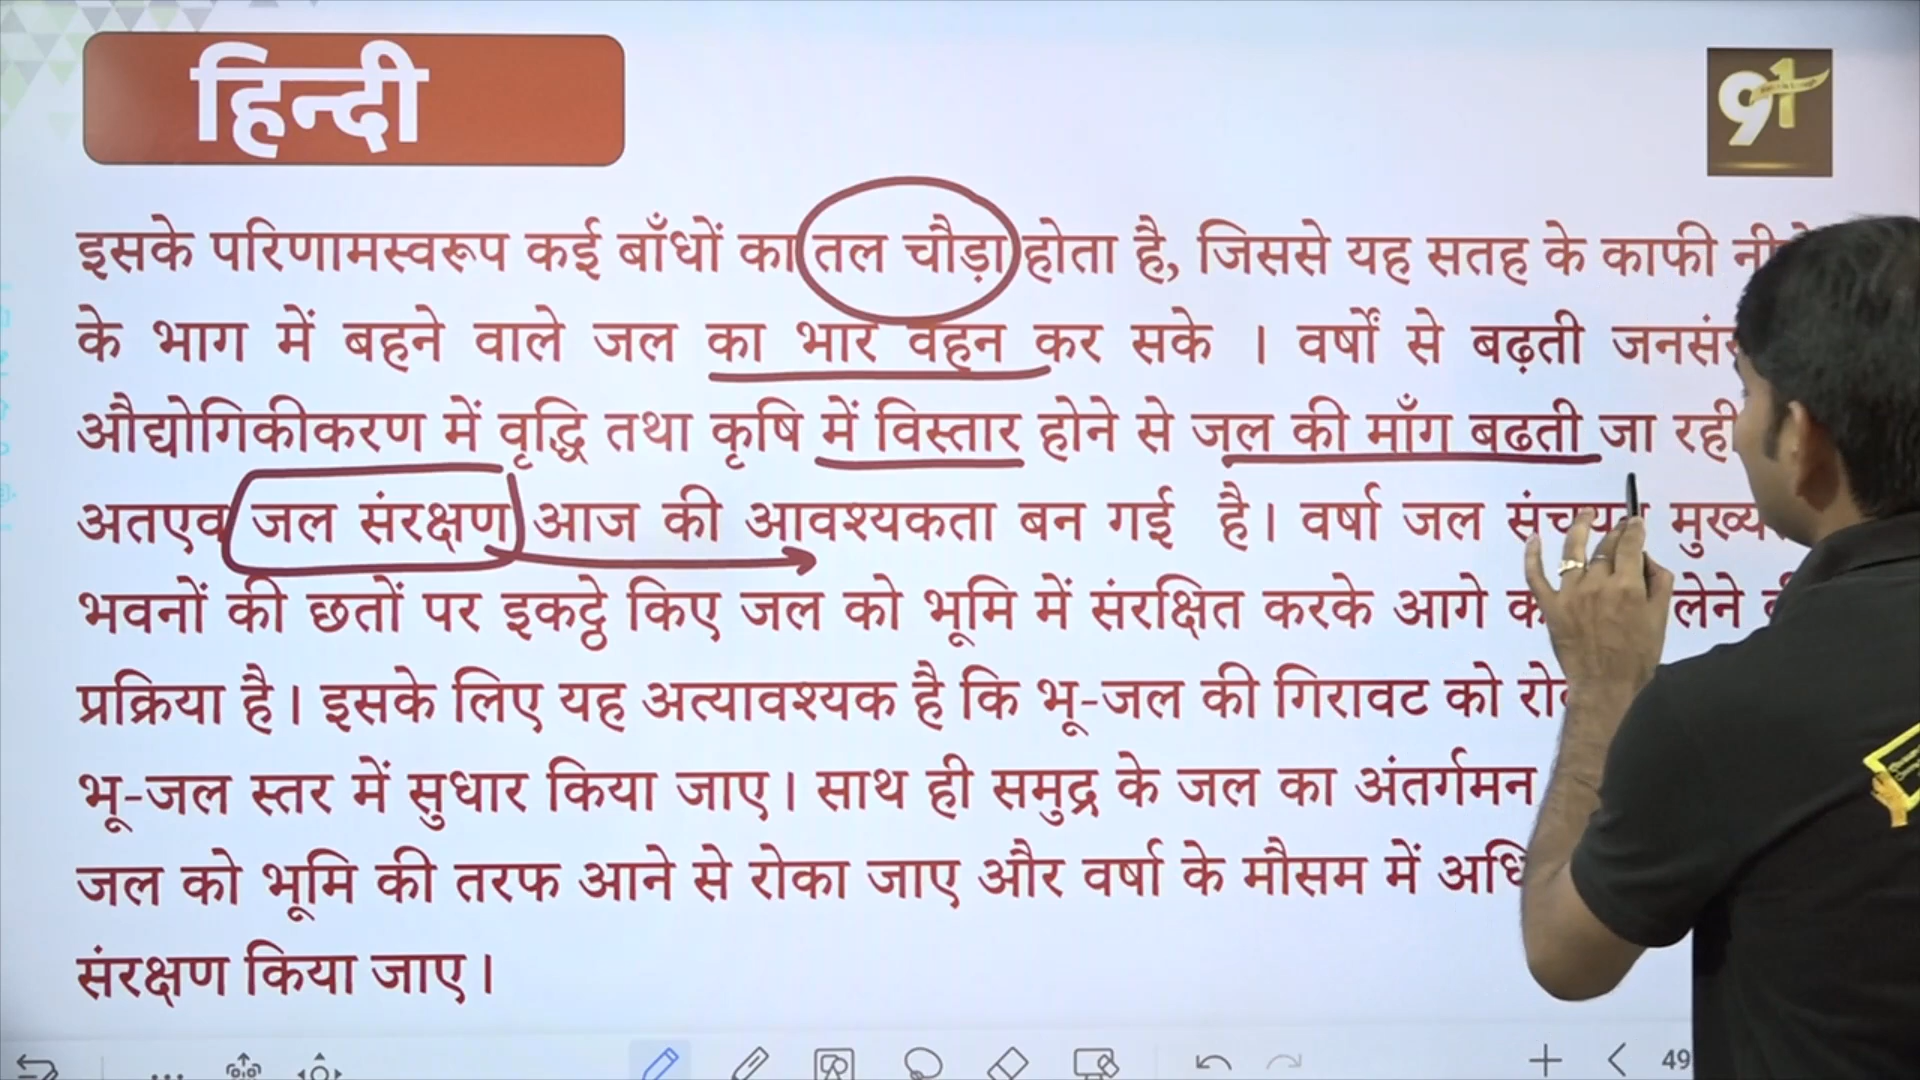 हिन्दी
91
इसके परिणामस्वरूप कई बाँधों का तल चौड़ा होता है, जिससे यह सतह के काफी
के भाग में बहने वाले जल का भार वहन कर सके । वर्षों से बढ़ती
औद्योगिकीकरण में वृद्धि तथा कृषि में विस्तार होने से जल की माँग बढती जा रही
अतएव जल संरक्षण आज की आवश्यकता बन गई है। वर्षा जल
भवनों की छतों पर इकट्ठे किए जल को भूमि में संरक्षित करके आगे लेने
प्रक्रिया है। इसके लिए यह अत्यावश्यक है कि भू-जल की गिरावट को
भू-जल स्तर में सुधार किया जाए। साथ ही समुद्र के जल का अंतर्गमन
जल को भूमि की तरफ आने से रोका जाए और वर्षा के मौसम में
संरक्षण किया जाए।
49